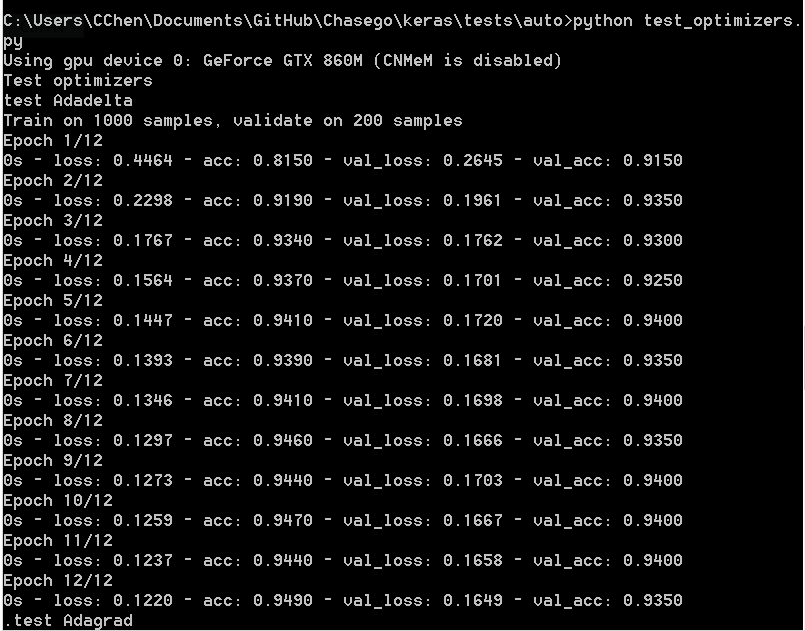 C:\Users\CChen\Documents\GitHub\Chasego\keras\tests\auto>python test_optimizers.
py
Using gpu device 0: GeForce GTX 860M (CNMeM is disabled)
Test optimizers
test Adadelta
Train on 1000 samples, validate on 200 samples
Epoch 1/12
0s - loss: 0.4464 - acc: 0.8150 - val_loss: 0.2645 - val_acc: 0.9150
Epoch 2/12
0s - loss: 0.2298 - acc: 0.9190 - val_loss: 0.1961 - val_acc: 0.9350
Epoch 3/12
0s - loss: 0.1767 - acc: 0.9340 - val_loss: 0.1762 - val_acc: 0.9300
Epoch 4/12
0s - loss: 0.1564 - acc: 0.9370 - val_loss: 0.1701 - val_acc: 0.9250
Epoch 5/12
0s - loss: 0.1447 - acc: 0.9410 - val_loss: 0.1720 - val_acc: 0.9400
Epoch 6/12
0s - loss: 0.1393 - acc: 0.9390 - val_loss: 0.1681 - val_acc: 0.9350
Epoch 7/12
0s - loss: 0.1346 - acc: 0.9410 - val_loss: 0.1698 - val_acc: 0.9400
Epoch 8/12
0s - loss: 0.1297 - acc: 0.9460 - val_loss: 0.1666 - val_acc: 0.9350
Epoch 9/12
0s - loss: 0.1273 - acc: 0.9440 - val_loss: 0.1703 - val_acc: 0.9400
Epoch 10/12
0s - loss: 0.1259 - acc: 0.9470 - val_loss: 0.1667 - val_acc: 0.9400
Epoch 11/12
0s - loss: 0.1237 - acc: 0.9440 - val_loss: 0.1658 - val_acc: 0.9400
Epoch 12/12
0s - loss: 0.1220 - acc: 0.9490 - val_loss: 0.1649 - val_acc: 0.9350
.test Adagrad